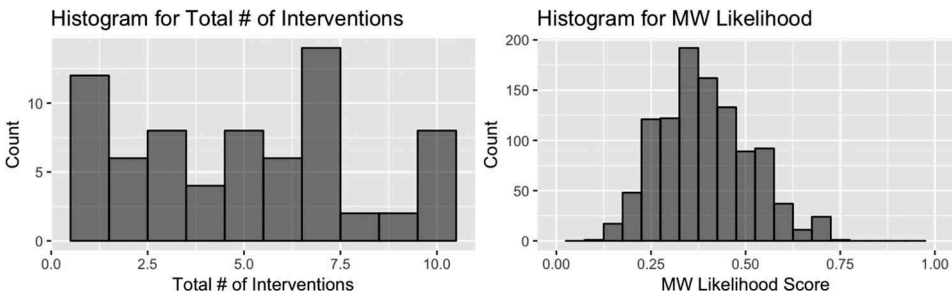 Histogram for Total # of Interventions
10
5
0
0.0 2.5 5.0 7.5 10.0
Count
Total # of Interventions
Histogram for MW Likelihood
200
150
100
50
0
0.00 0.25 0.50 0.75 1.00
Count
MW Likelihood Score